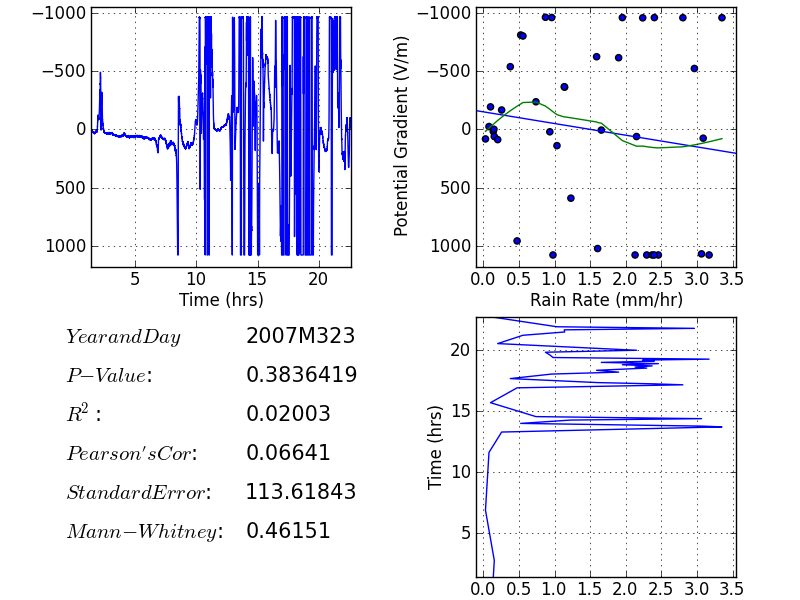 −1000
−500
0
500
1000
5 10 15 20
Time (hrs)
Potential Gradient (V/m)
−1000
−500
0
500
1000
0.0 0.5 1.0 1.5 2.0 2.5 3.0 3.5
Rain Rate (mm/hr)
YearandDay 2007M323
P−Value: 0.3836419
R²: 0.02003
Pearson'sCor: 0.06641
StandardError: 113.61843
Mann−Whitney: 0.46151
Time (hrs)
20
15
10
5
0.0 0.5 1.0 1.5 2.0 2.5 3.0 3.5